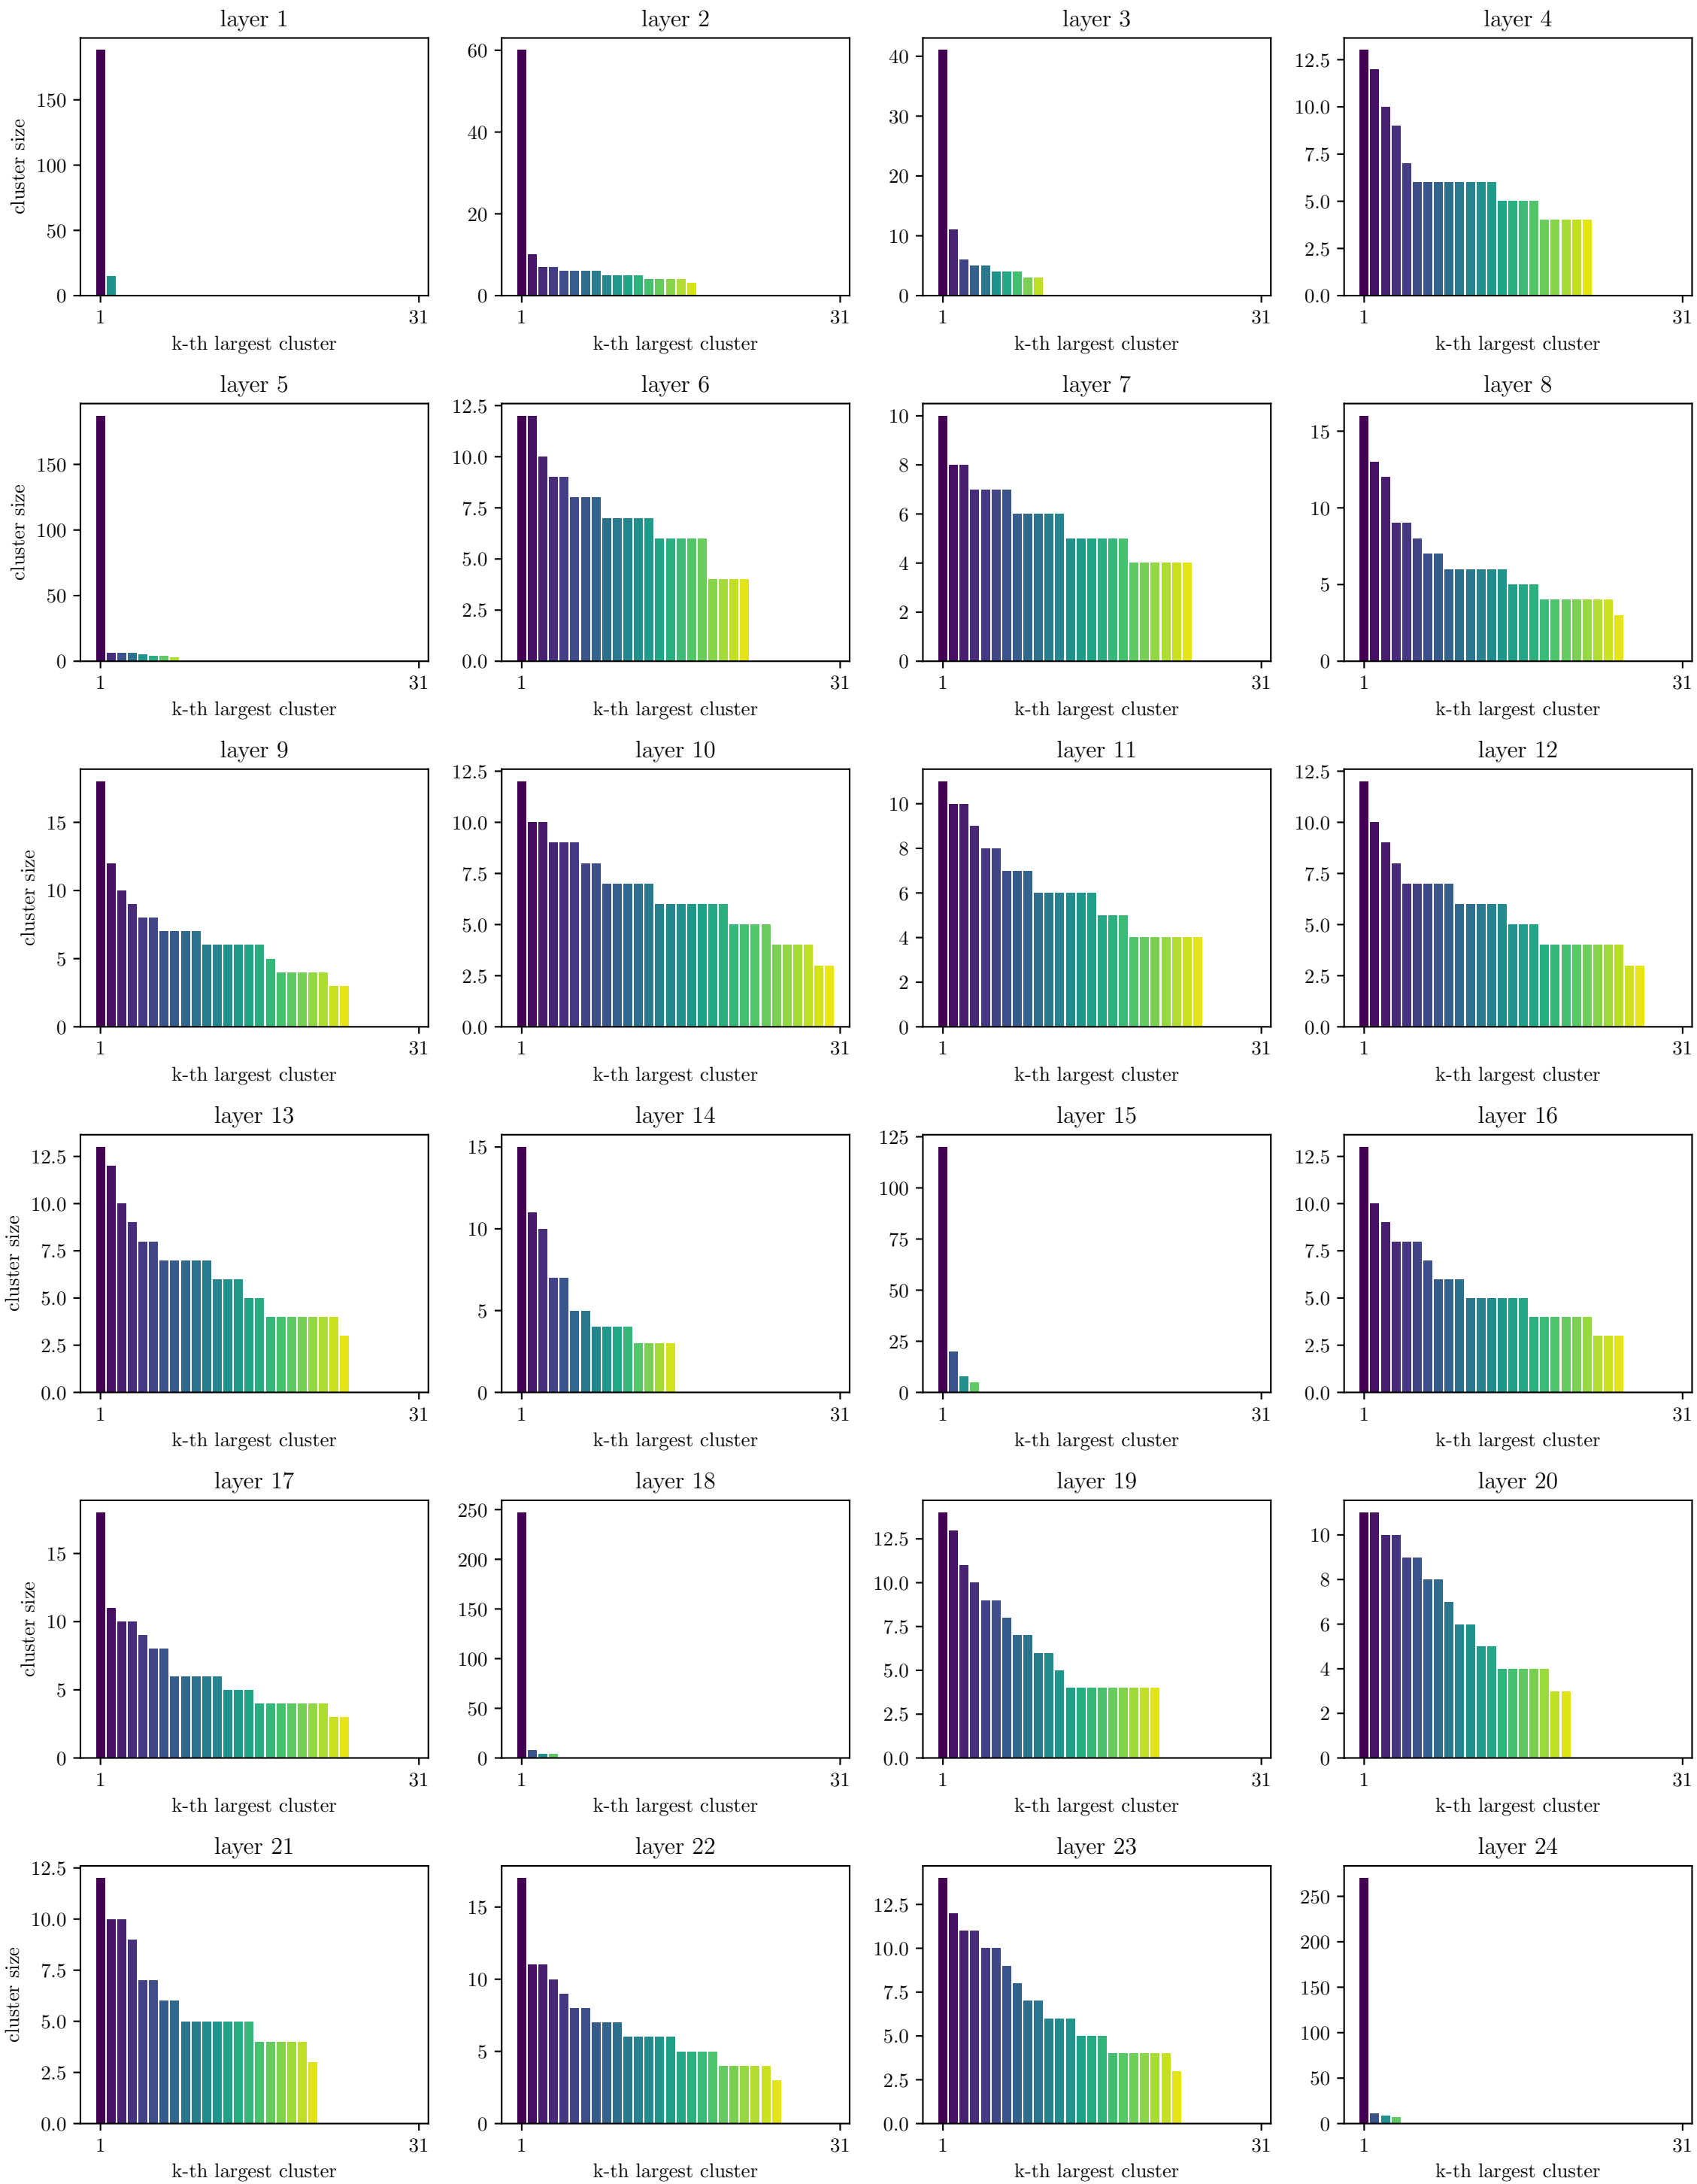 layer 1
cluster size
150
100
50
0
1 31
k-th largest cluster
layer 2
60
40
20
0
1 31
k-th largest cluster
layer 3
40
30
20
10
0
1 31
k-th largest cluster
layer 4
12.5
10.0
7.5
5.0
2.5
0.0
1 31
k-th largest cluster
layer 5
cluster size
150
100
50
0
1 31
k-th largest cluster
layer 6
12.5
10.0
7.5
5.0
2.5
0.0
1 31
k-th largest cluster
layer 7
10
8
6
4
2
0
1 31
k-th largest cluster
layer 8
15
10
5
0
1 31
k-th largest cluster
layer 9
cluster size
15
10
5
0
1 31
k-th largest cluster
layer 10
12.5
10.0
7.5
5.0
2.5
0.0
1 31
k-th largest cluster
layer 11
10
8
6
4
2
0
1 31
k-th largest cluster
layer 12
12.5
10.0
7.5
5.0
2.5
0.0
1 31
k-th largest cluster
layer 13
cluster size
12.5
10.0
7.5
5.0
2.5
0.0
1 31
k-th largest cluster
layer 14
15
10
5
0
1 31
k-th largest cluster
layer 15
125
100
75
50
25
0
1 31
k-th largest cluster
layer 16
12.5
10.0
7.5
5.0
2.5
0.0
1 31
k-th largest cluster
layer 17
cluster size
15
10
5
0
1 31
k-th largest cluster
layer 18
250
200
150
100
50
0
1 31
k-th largest cluster
layer 19
12.5
10.0
7.5
5.0
2.5
0.0
1 31
k-th largest cluster
layer 20
10
8
6
4
2
0
1 31
k-th largest cluster
layer 21
cluster size
12.5
10.0
7.5
5.0
2.5
0.0
1 31
k-th largest cluster
layer 22
15
10
5
0
1 31
k-th largest cluster
layer 23
12.5
10.0
7.5
5.0
2.5
0.0
1 31
k-th largest cluster
layer 24
250
200
150
100
50
0
1 31
k-th largest cluster